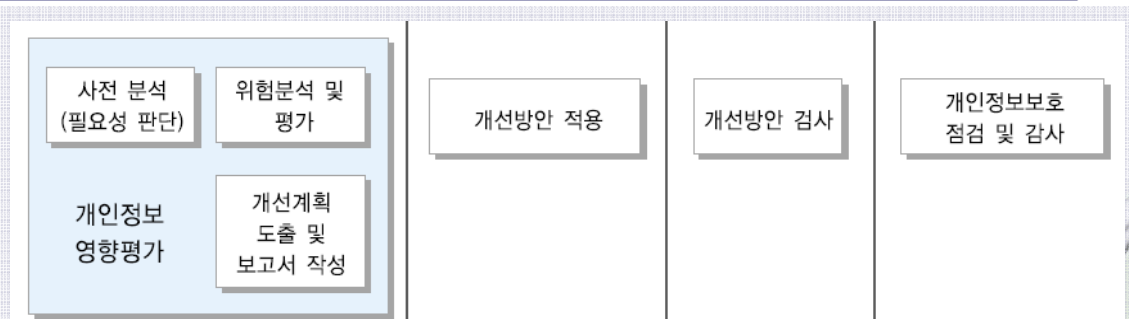 사전 분석
(필요성 판단)
위험분석 및
평가
개인정보
영향평가
개선계획
도출 및
보고서 작성
개선방안 적용
개선방안 검사
개인정보보호
점검 및 감사